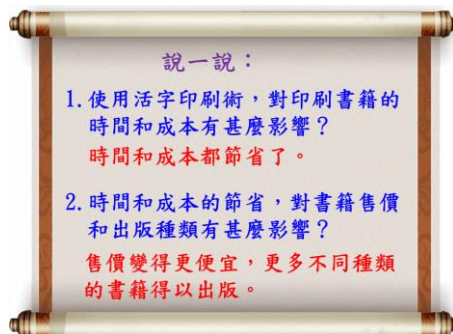 說一說：
1. 使用活字印刷術，對印刷書籍的
時間和成本有甚麼影響？
時間和成本都節省了。
2. 時間和成本的節省，對書籍售價
和出版種類有甚麼影響？
售價變得更便宜，更多不同種類
的書籍得以出版。